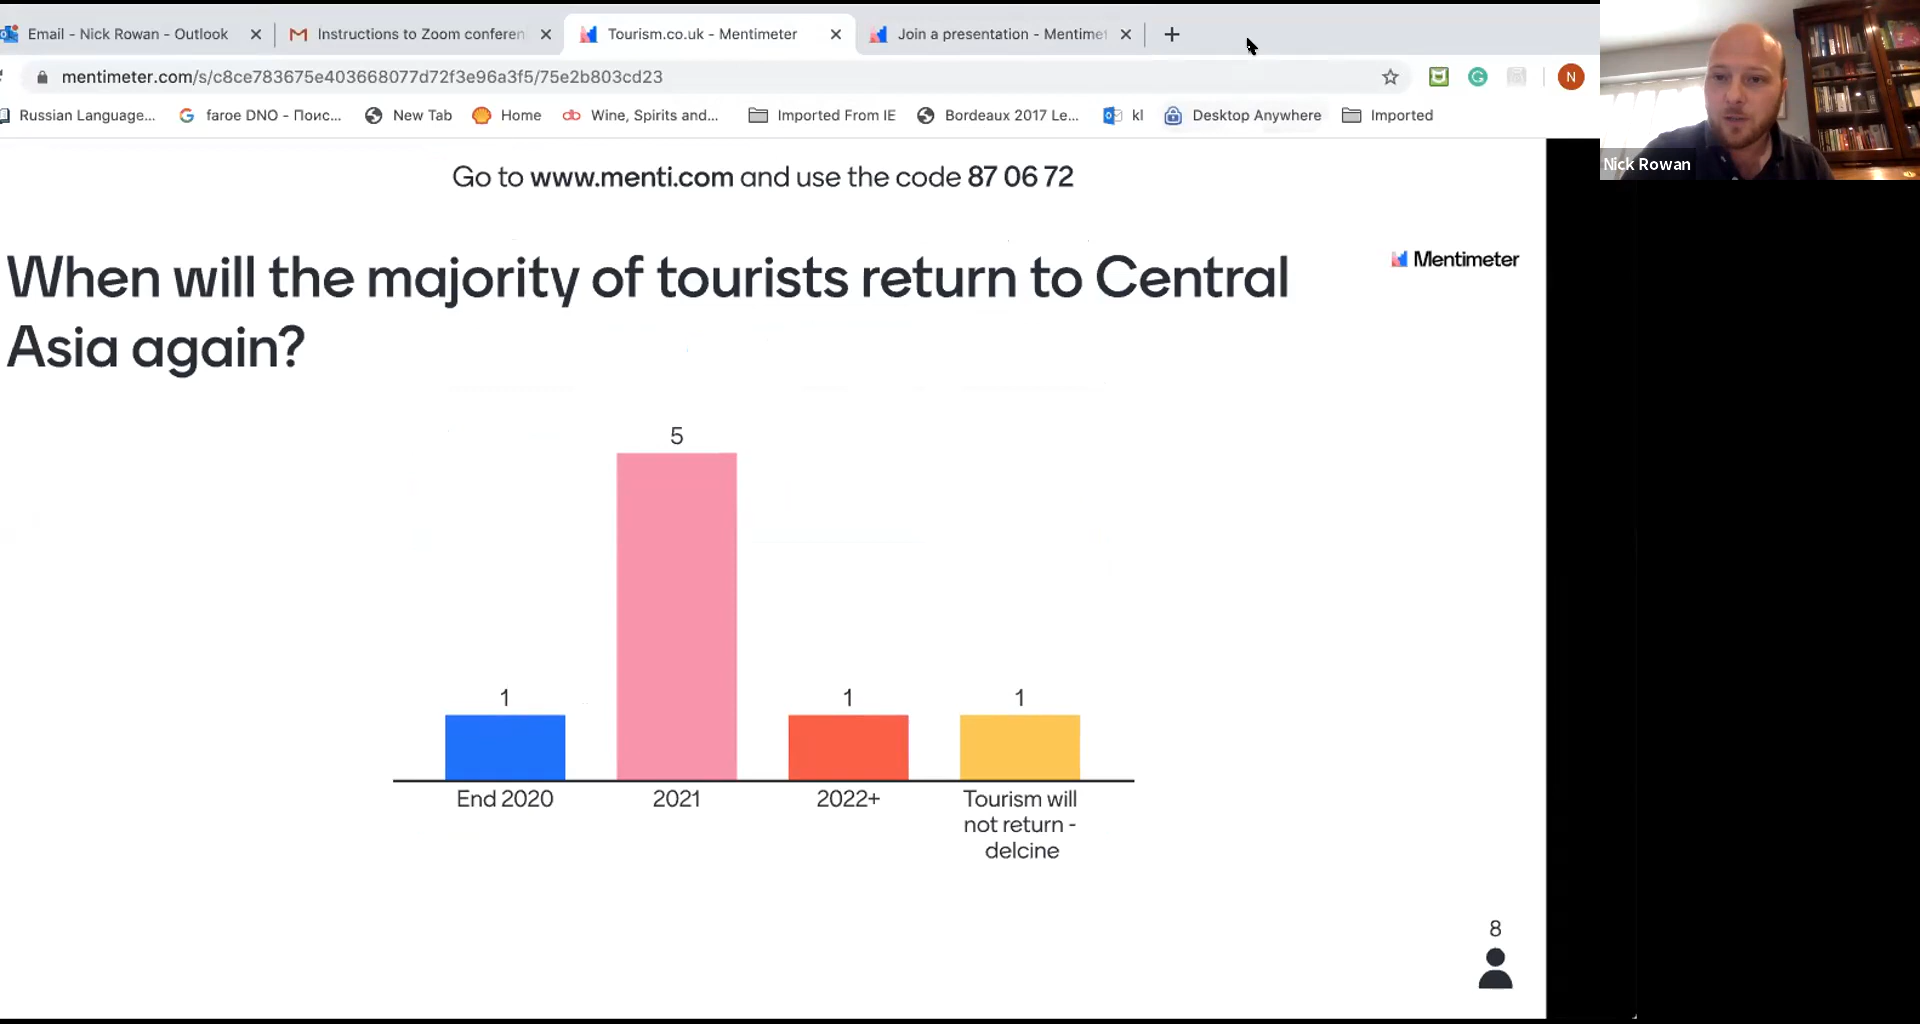 Email - Nick Rowan - Outlook
Instructions to Zoom conferen
Tourism.co.uk - Mentimeter
Join a presentation - Mentimet
mentimeter.com/s/c8ce783675e403668077d72f3e96a3f5/75e2b803cd23
N
Russian Language...
faroe DNO - Поис...
New Tab
Home
Wine, Spirits and...
Imported From IE
Bordeaux 2017 Le...
kl
Desktop Anywhere
Imported
Nick Rowan
Go to www.menti.com and use the code 87 06 72
When will the majority of tourists return to Central
Asia again?
Mentimeter
5
1
1
1
End 2020
2021
2022+
Tourism will
not return -
delcine
8